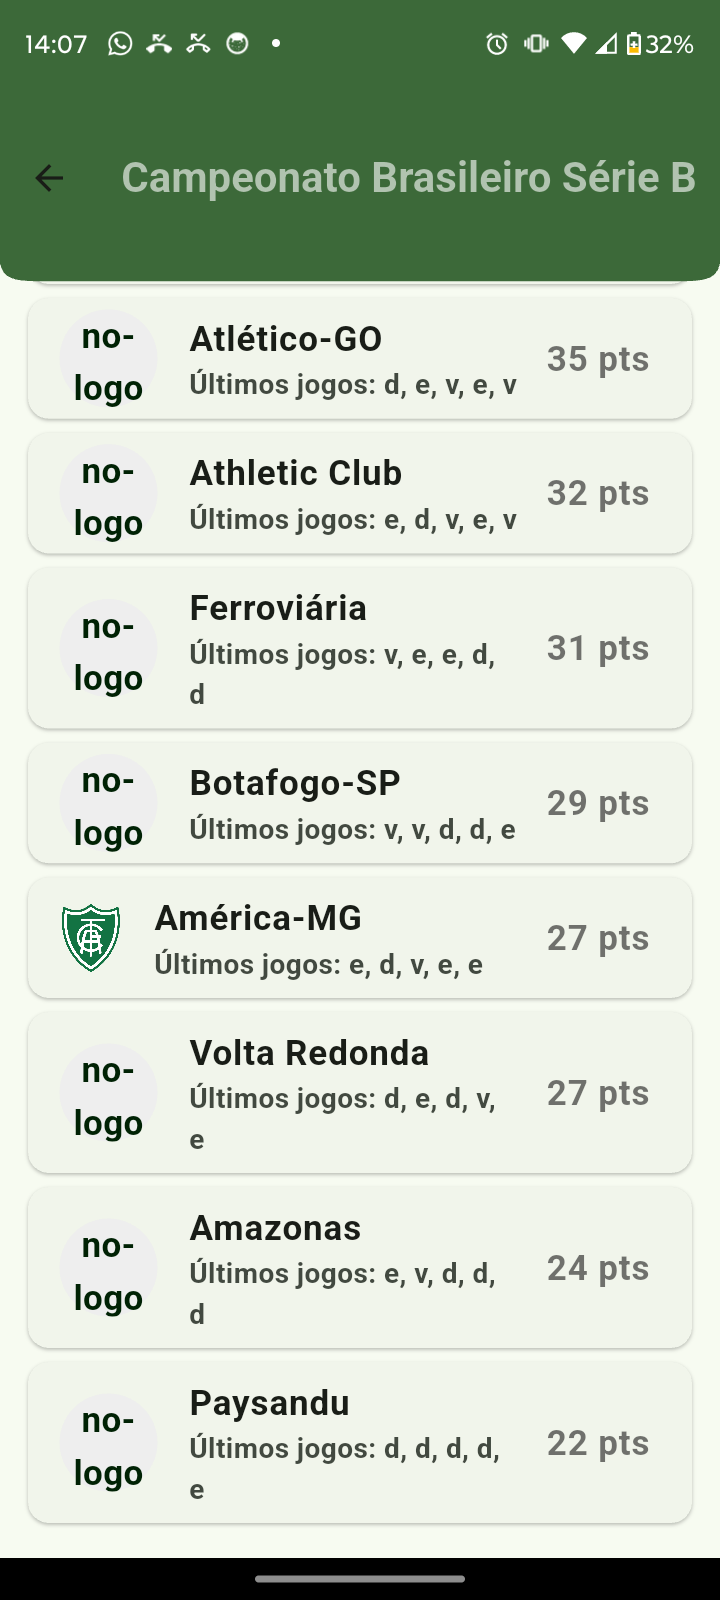 14:07 32%
Campeonato Brasileiro Série B
no-
logo
Atlético-GO
Últimos jogos: d, e, v, e, v
35 pts
no-
logo
Athletic Club
Últimos jogos: e, d, v, e, v
32 pts
no-
logo
Ferroviária
Últimos jogos: v, e, e, d,
d
31 pts
no-
logo
Botafogo-SP
Últimos jogos: v, v, d, d, e
29 pts
América-MG
Últimos jogos: e, d, v, e, e
27 pts
no-
logo
Volta Redonda
Últimos jogos: d, e, d, v,
e
27 pts
no-
logo
Amazonas
Últimos jogos: e, v, d, d,
d
24 pts
no-
logo
Paysandu
Últimos jogos: d, d, d, d,
e
22 pts